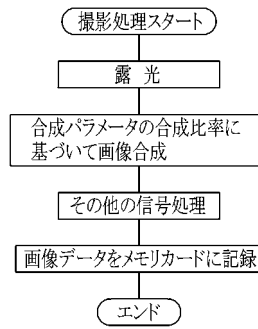 撮影処理スタート
露 光
合成パラメータの合成比率に
基づいて画像合成
その他の信号処理
画像データをメモリカードに記録
エンド